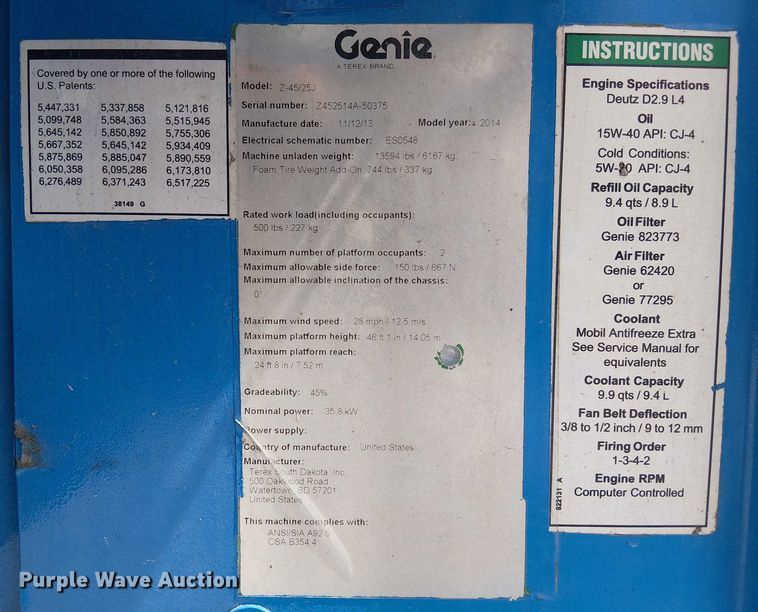 Covered by one or more of the following
U.S. Patents:
5,447,331 5,337,858 5,121,816
5,099,748 5,584,363 5,515,945
5,645,142 5,850,892 5,755,306
5,667,352 5,645,142 5,934,409
5,875,869 5,885,047 5,890,559
6,050,358 6,095,286 6,173,810
6,276,489 6,371,243 6,517,225
38149 G
Genie
A TEREX BRAND
Model: Z-45/25J
Serial number: Z452514A-50375
Manufacture date: 11/12/13 Model year: 2014
Electrical schematic number: ES0548
Machine unladen weight: 13594 lbs / 6167 kg
Foam Tire Weight Add-On 744 lbs / 337 kg
Rated work load(including occupants):
500 lbs / 227 kg
Maximum number of platform occupants: 2
Maximum allowable side force: 150 lbs / 667 N
Maximum allowable inclination of the chassis:
0°
Maximum wind speed: 28 mph / 12.5 m/s
Maximum platform height: 46 ft 1 in / 14.05 m
Maximum platform reach:
24 ft 8 in / 7.52 m
Gradeability: 45%
Nominal power: 35.8 kW
Power supply:
Country of manufacture: United States
Manufacturer:
Terex South Dakota, Inc
500 Oakwood Road
Watertown, SD 57201
United States
This machine complies with:
ANSI/SIA A92.5
CSA B354.4
INSTRUCTIONS
Engine Specifications
Deutz D2.9 L4
Oil
15W-40 API: CJ-4
Cold Conditions:
5W-20 API: CJ-4
Refill Oil Capacity
9.4 qts / 8.9 L
Oil Filter
Genie 823773
Air Filter
Genie 62420
or
Genie 77295
Coolant
Mobil Antifreeze Extra
See Service Manual for
equivalents
Coolant Capacity
9.9 qts / 9.4 L
Fan Belt Deflection
3/8 to 1/2 inch / 9 to 12 mm
Firing Order
1-3-4-2
Engine RPM
Computer Controlled
822131 A
Purple Wave Auction